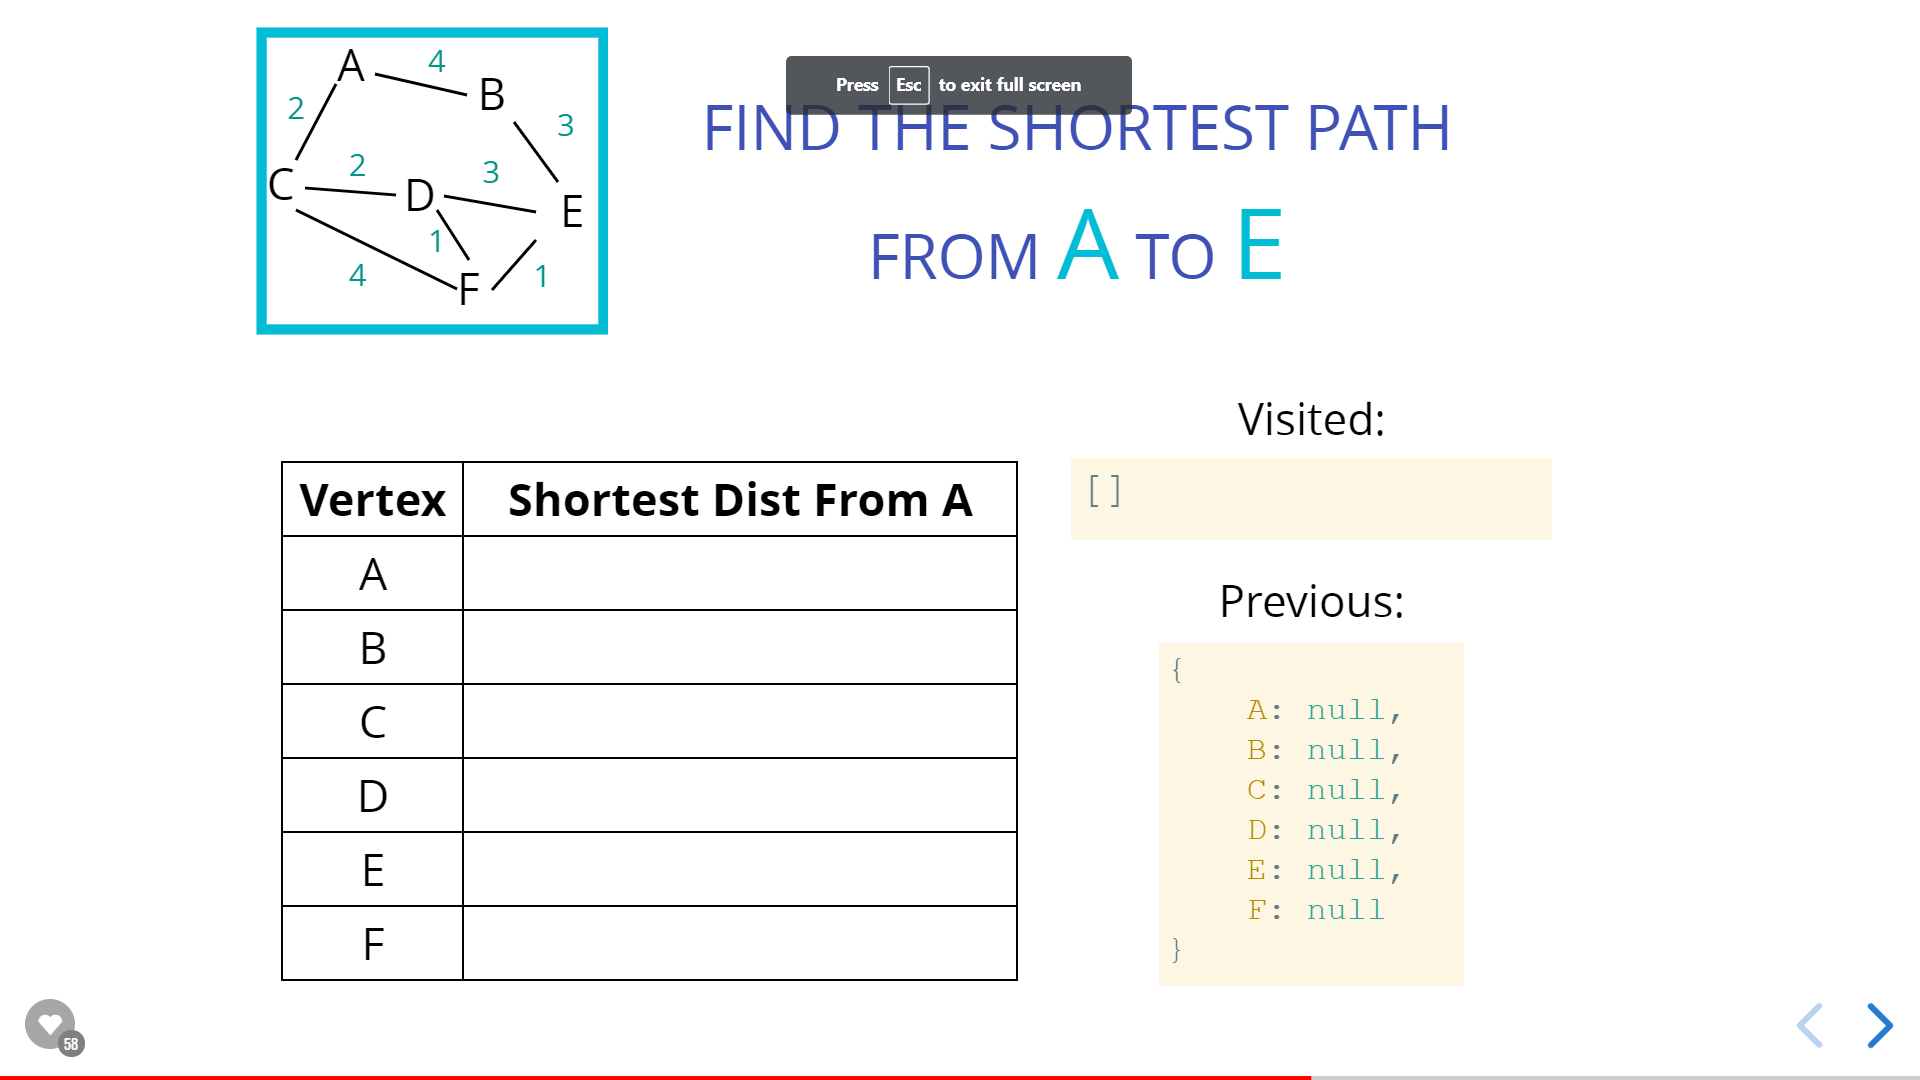 A
4
B
2
3
C
2
D
3
E
1
4
F
1
Press Esc to exit full screen
FIND THE SHORTEST PATH
FROM A TO E
Visited:
[]
Vertex Shortest Dist From A
A
B
C
D
E
F
Previous:
{
A: null,
B: null,
C: null,
D: null,
E: null,
F: null
}
58